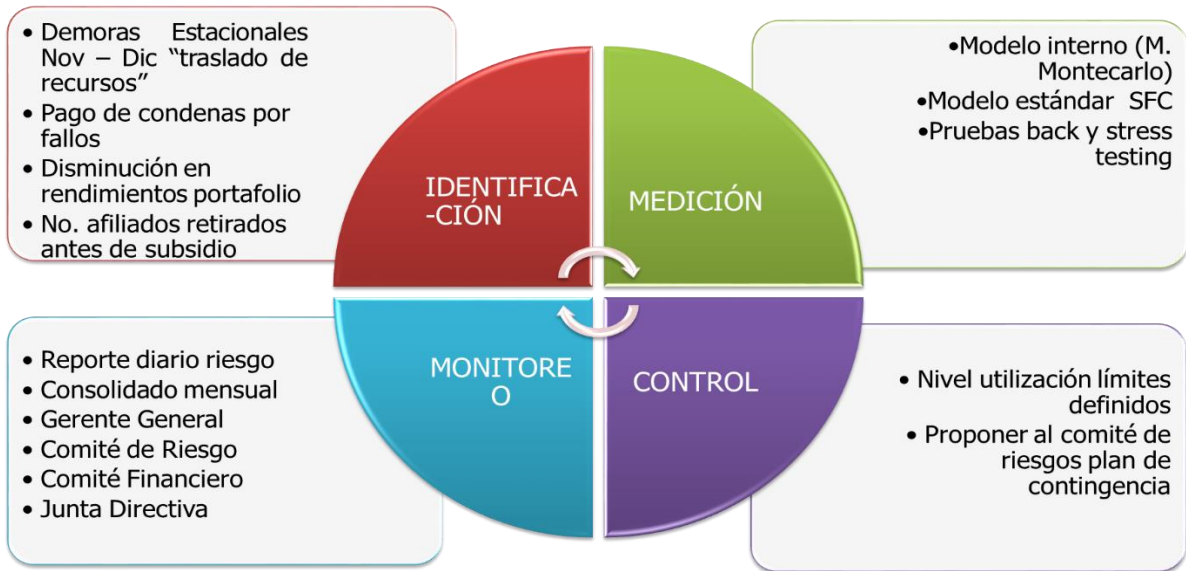 • Demoras Estacionales
Nov – Dic “traslado de
recursos”
• Pago de condenas por
fallos
• Disminución en
rendimientos portafolio
• No. afiliados retirados
antes de subsidio
IDENTIFICA
-CIÓN
MEDICIÓN
•Modelo interno (M.
Montecarlo)
•Modelo estándar SFC
•Pruebas back y stress
testing
• Reporte diario riesgo
• Consolidado mensual
• Gerente General
• Comité de Riesgo
• Comité Financiero
• Junta Directiva
MONITORE
O
CONTROL
• Nivel utilización límites
definidos
• Proponer al comité de
riesgos plan de
contingencia